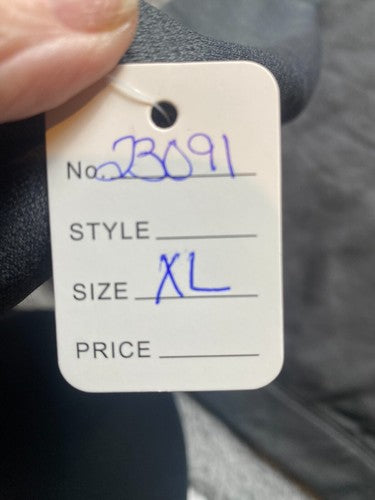 No. 23091
STYLE
SIZE XL
PRICE